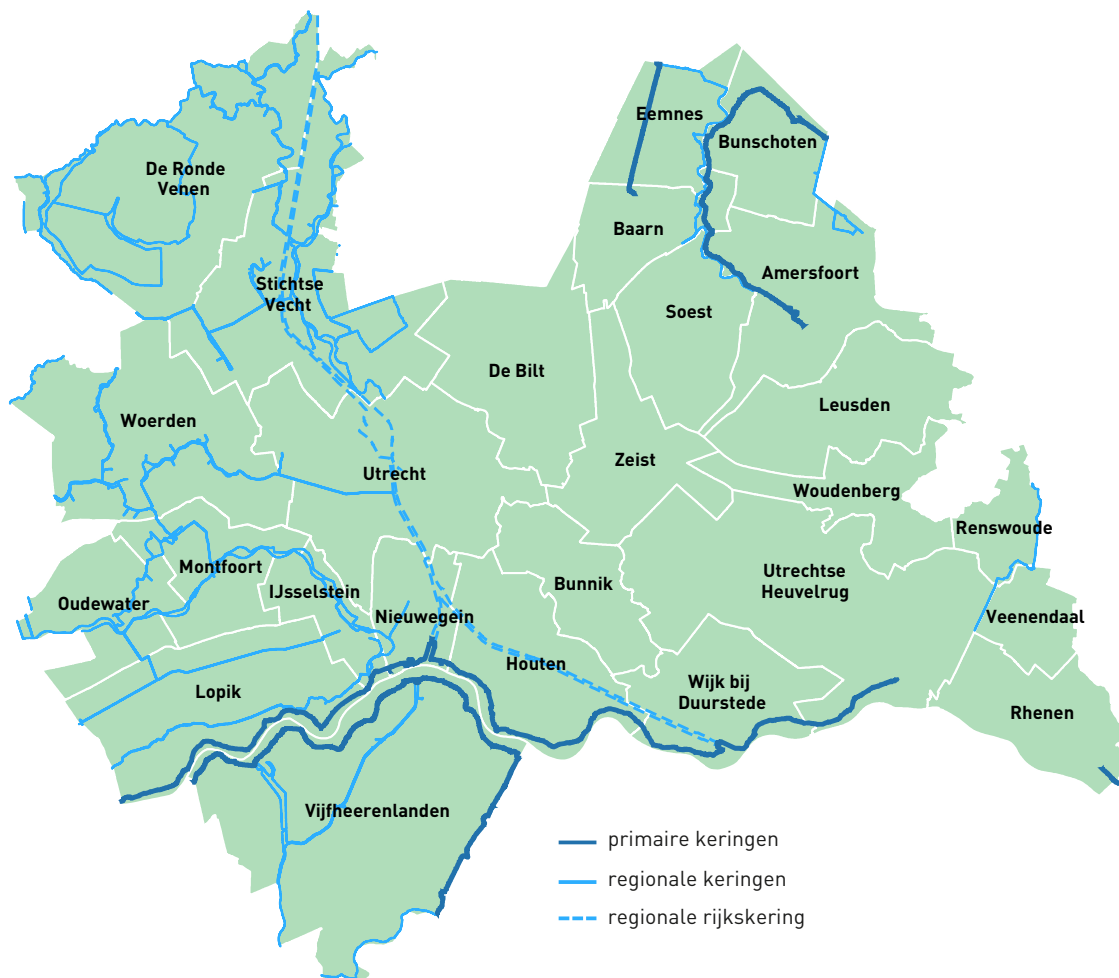 Eemnes
Bunschoten
De Ronde
Venen
Baarn
Amersfoort
Stichtse
Vecht
Soest
De Bilt
Leusden
Woerden
Zeist
Utrecht
Woudenberg
Renswoude
Montfoort
Utrechtse
Heuvelrug
Bunnik
IJsselstein
Oudewater
Nieuwegein
Veenendaal
Houten
Lopik
Wijk bij
Duurstede
Rhenen
Vijfheerenlanden
primaire keringen
regionale keringen
regionale rijkskering